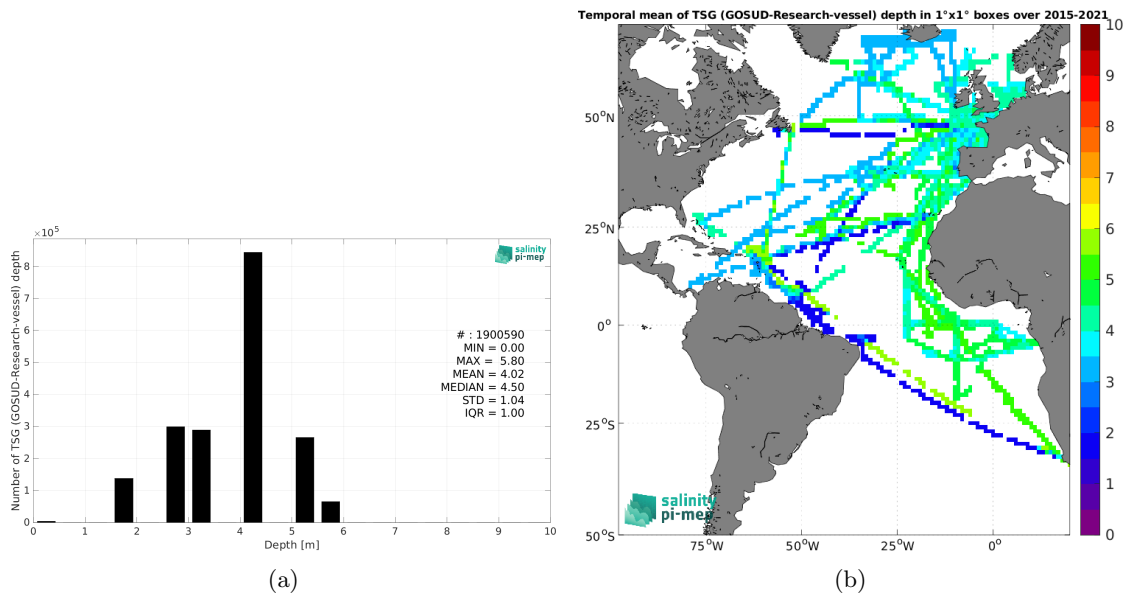 ×10⁵
Number of TSG (GOSUD-Research-vessel) depth
8
7
6
5
4
3
2
1
0
0 1 2 3 4 5 6 7 8 9 10
Depth [m]
salinity
pi-mep
# : 1900590
MIN = 0.00
MAX = 5.80
MEAN = 4.02
MEDIAN = 4.50
STD = 1.04
IQR = 1.00
(a)
Temporal mean of TSG (GOSUD-Research-vessel) depth in 1°x1° boxes over 2015-2021
50°N
25°N
0°
25°S
50°S
75°W 50°W 25°W 0°
salinity
pi-mep
10
9
8
7
6
5
4
3
2
1
0
(b)